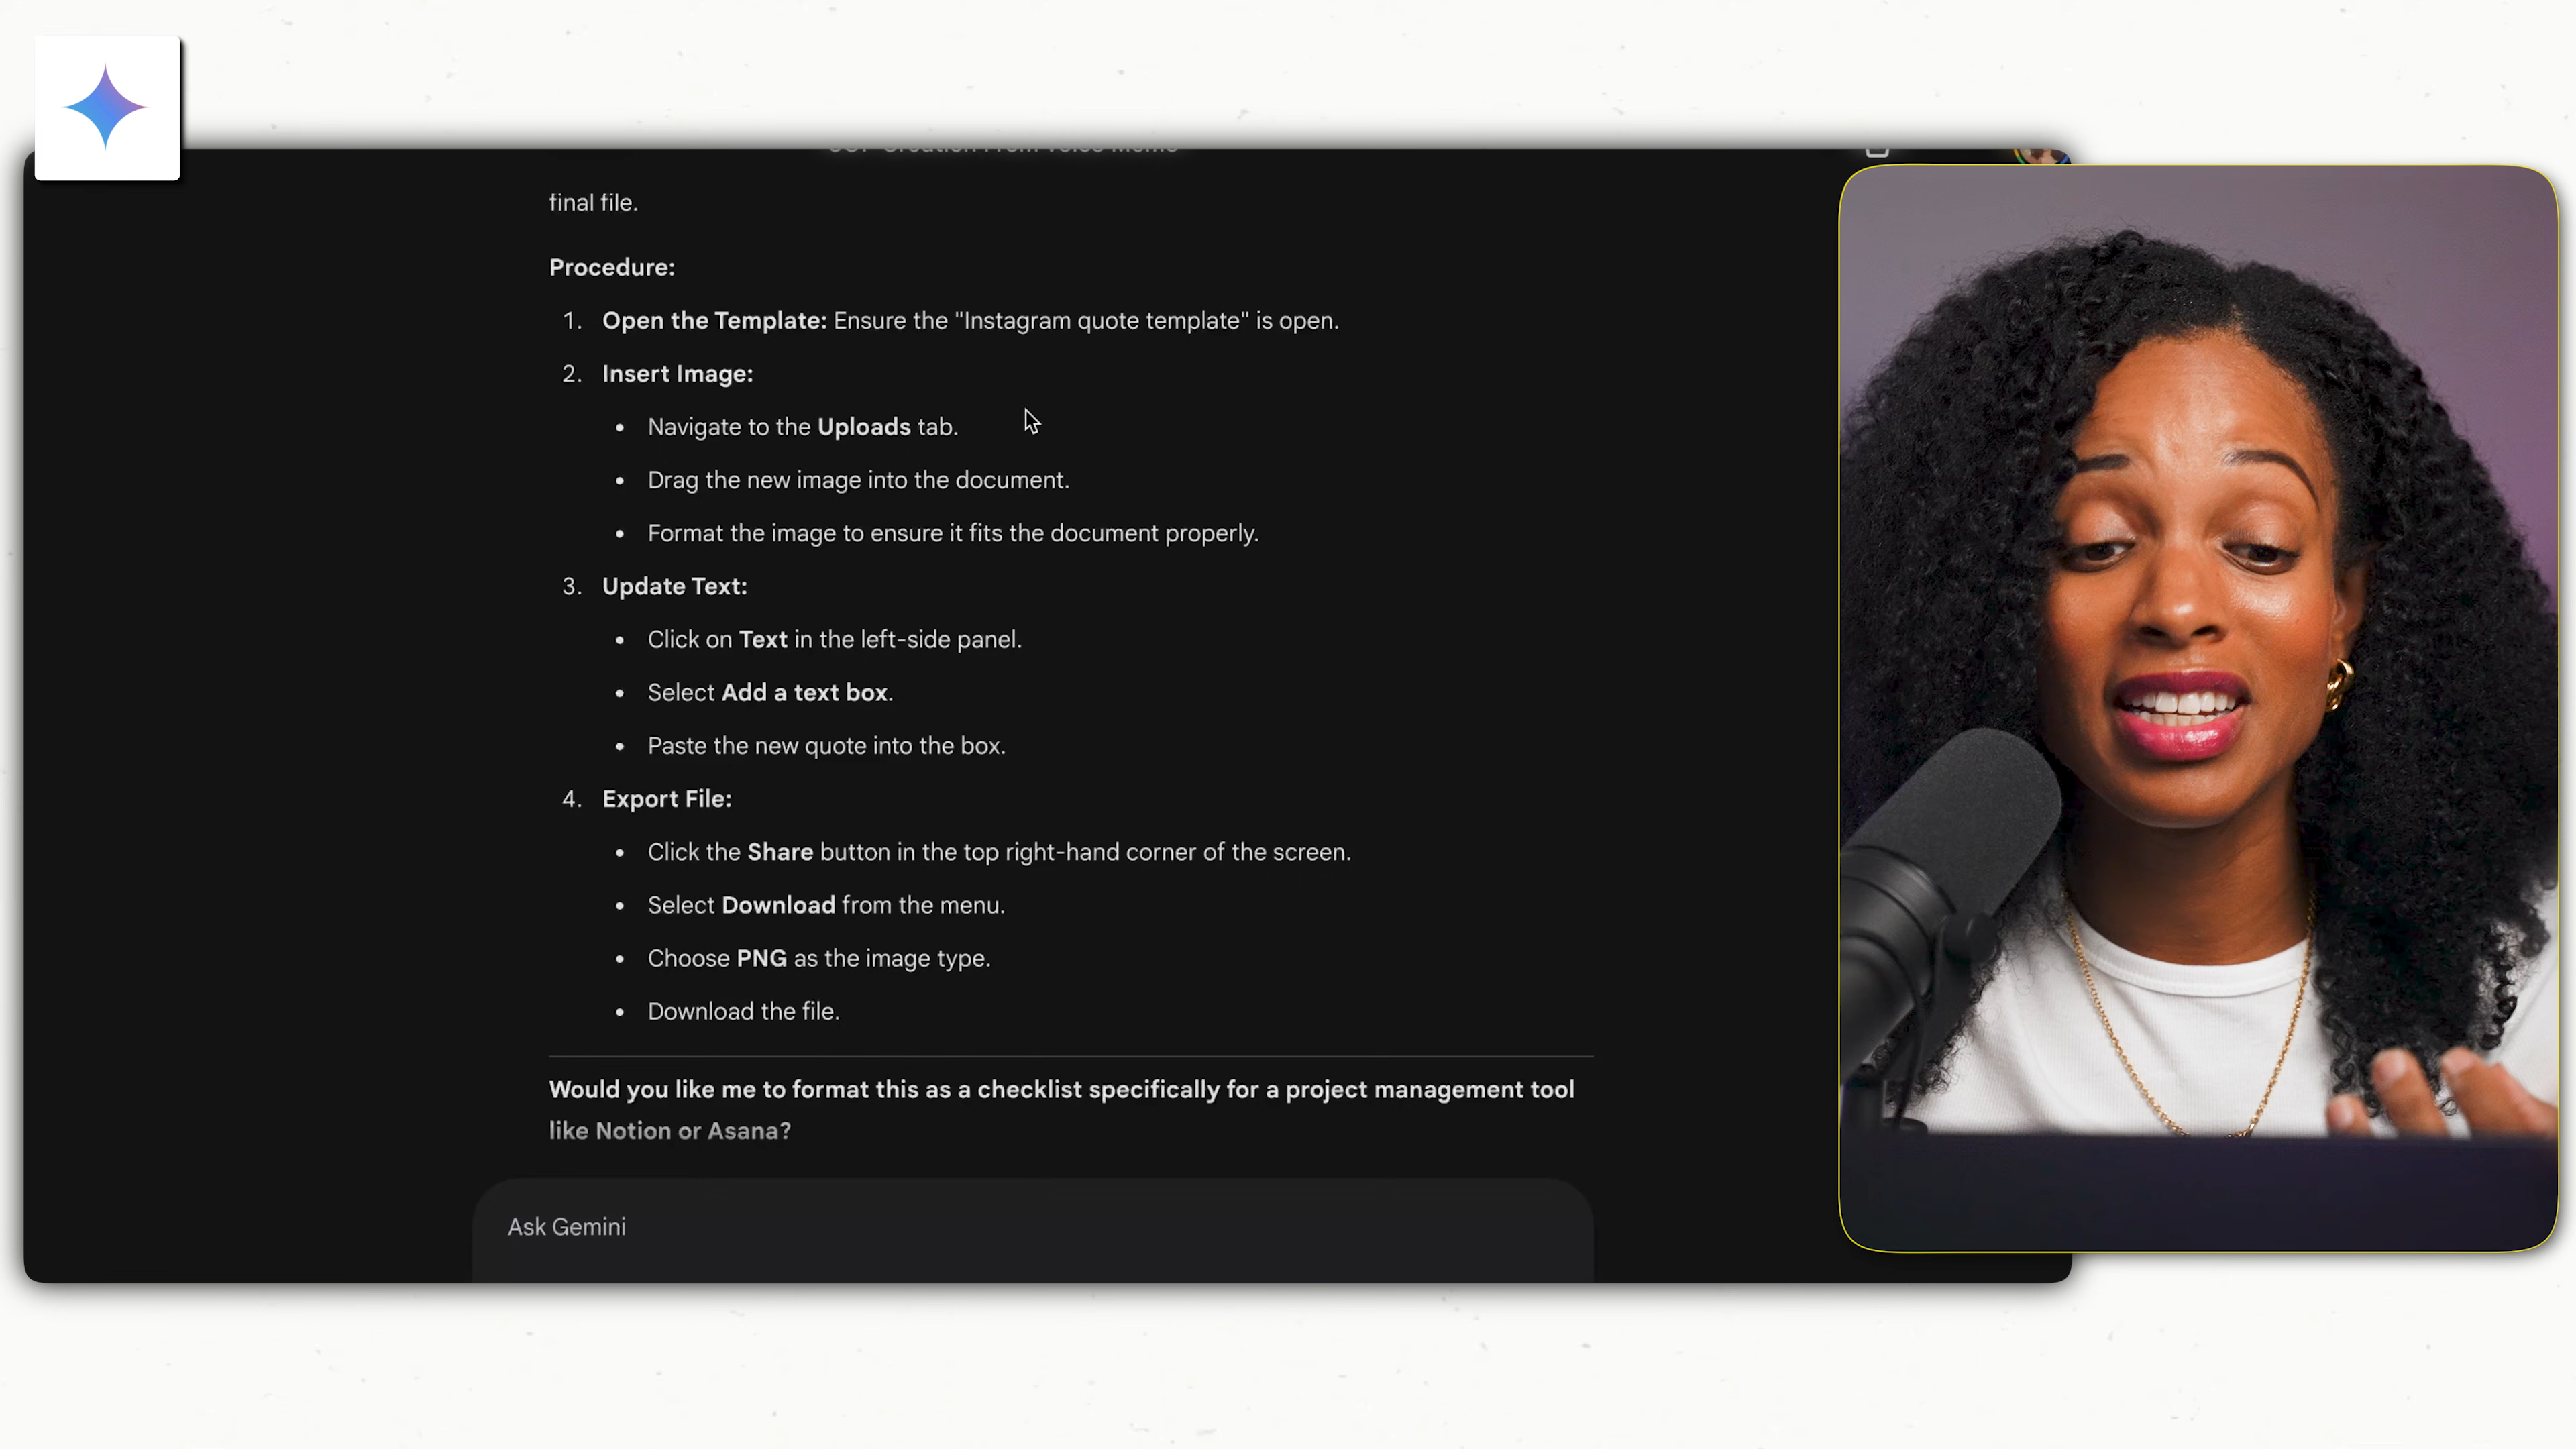 final file.
Procedure:
1. Open the Template: Ensure the "Instagram quote template" is open.
2. Insert Image:
• Navigate to the Uploads tab.
• Drag the new image into the document.
• Format the image to ensure it fits the document properly.
3. Update Text:
• Click on Text in the left-side panel.
• Select Add a text box.
• Paste the new quote into the box.
4. Export File:
• Click the Share button in the top right-hand corner of the screen.
• Select Download from the menu.
• Choose PNG as the image type.
• Download the file.
Would you like me to format this as a checklist specifically for a project management tool
like Notion or Asana?
Ask Gemini